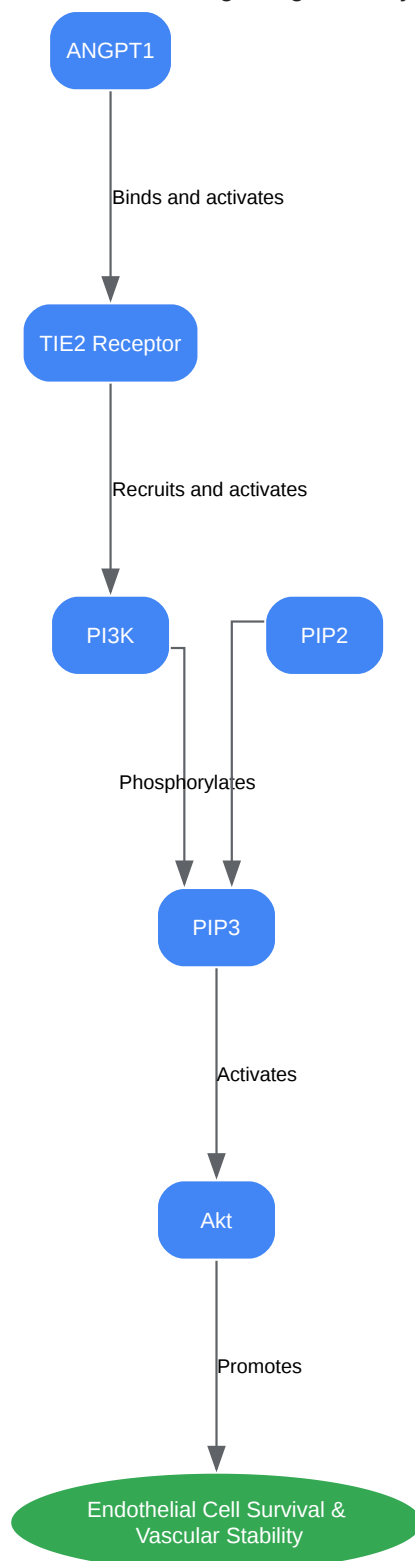 ANGPT1
Binds and activates
TIE2 Receptor
Recruits and activates
PI3K
PIP2
Phosphorylates
PIP3
Activates
Akt
Promotes
Endothelial Cell Survival &
Vascular Stability